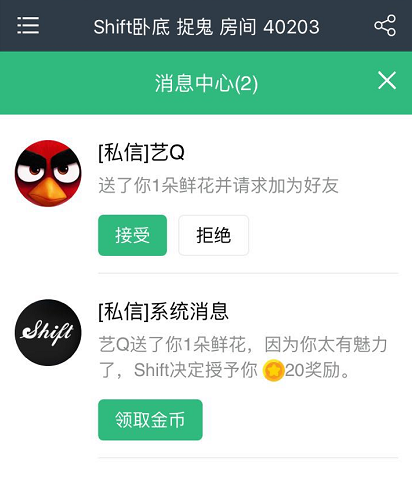 Shift卧底 捉鬼 房间 40203
消息中心(2)
[私信]艺Q
送了你1朵鲜花并请求加为好友
接受 拒绝
Shift
[私信]系统消息
艺Q送了你1朵鲜花，因为你太有魅力
了，Shift决定授予你 20奖励。
领取金币